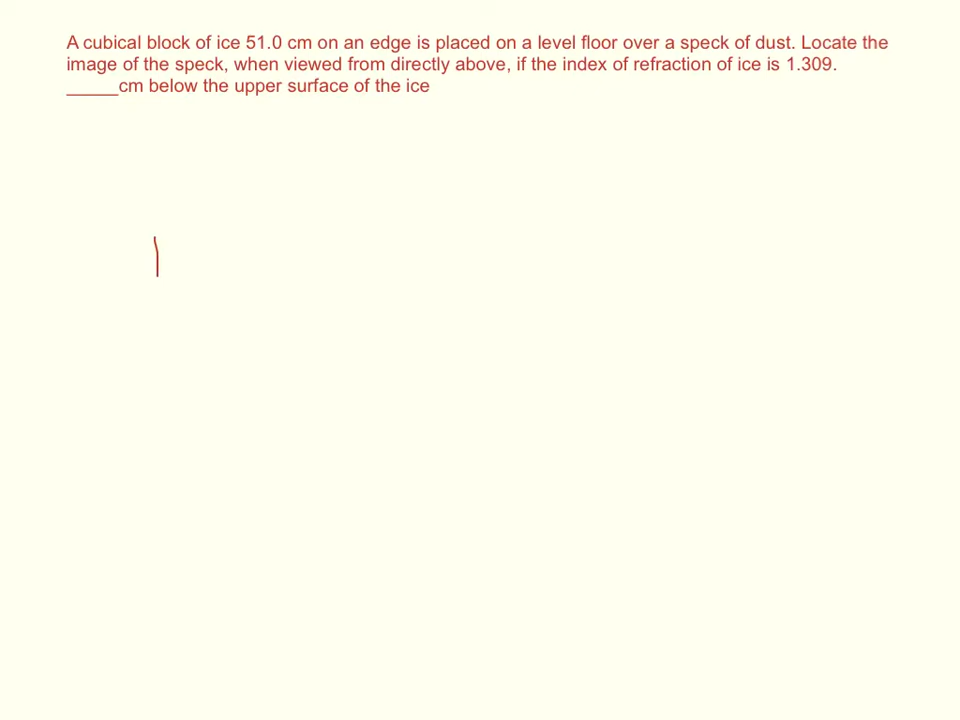 A cubical block of ice 51.0 cm on an edge is placed on a level floor over a speck of dust. Locate the
image of the speck, when viewed from directly above, if the index of refraction of ice is 1.309.
_____cm below the upper surface of the ice